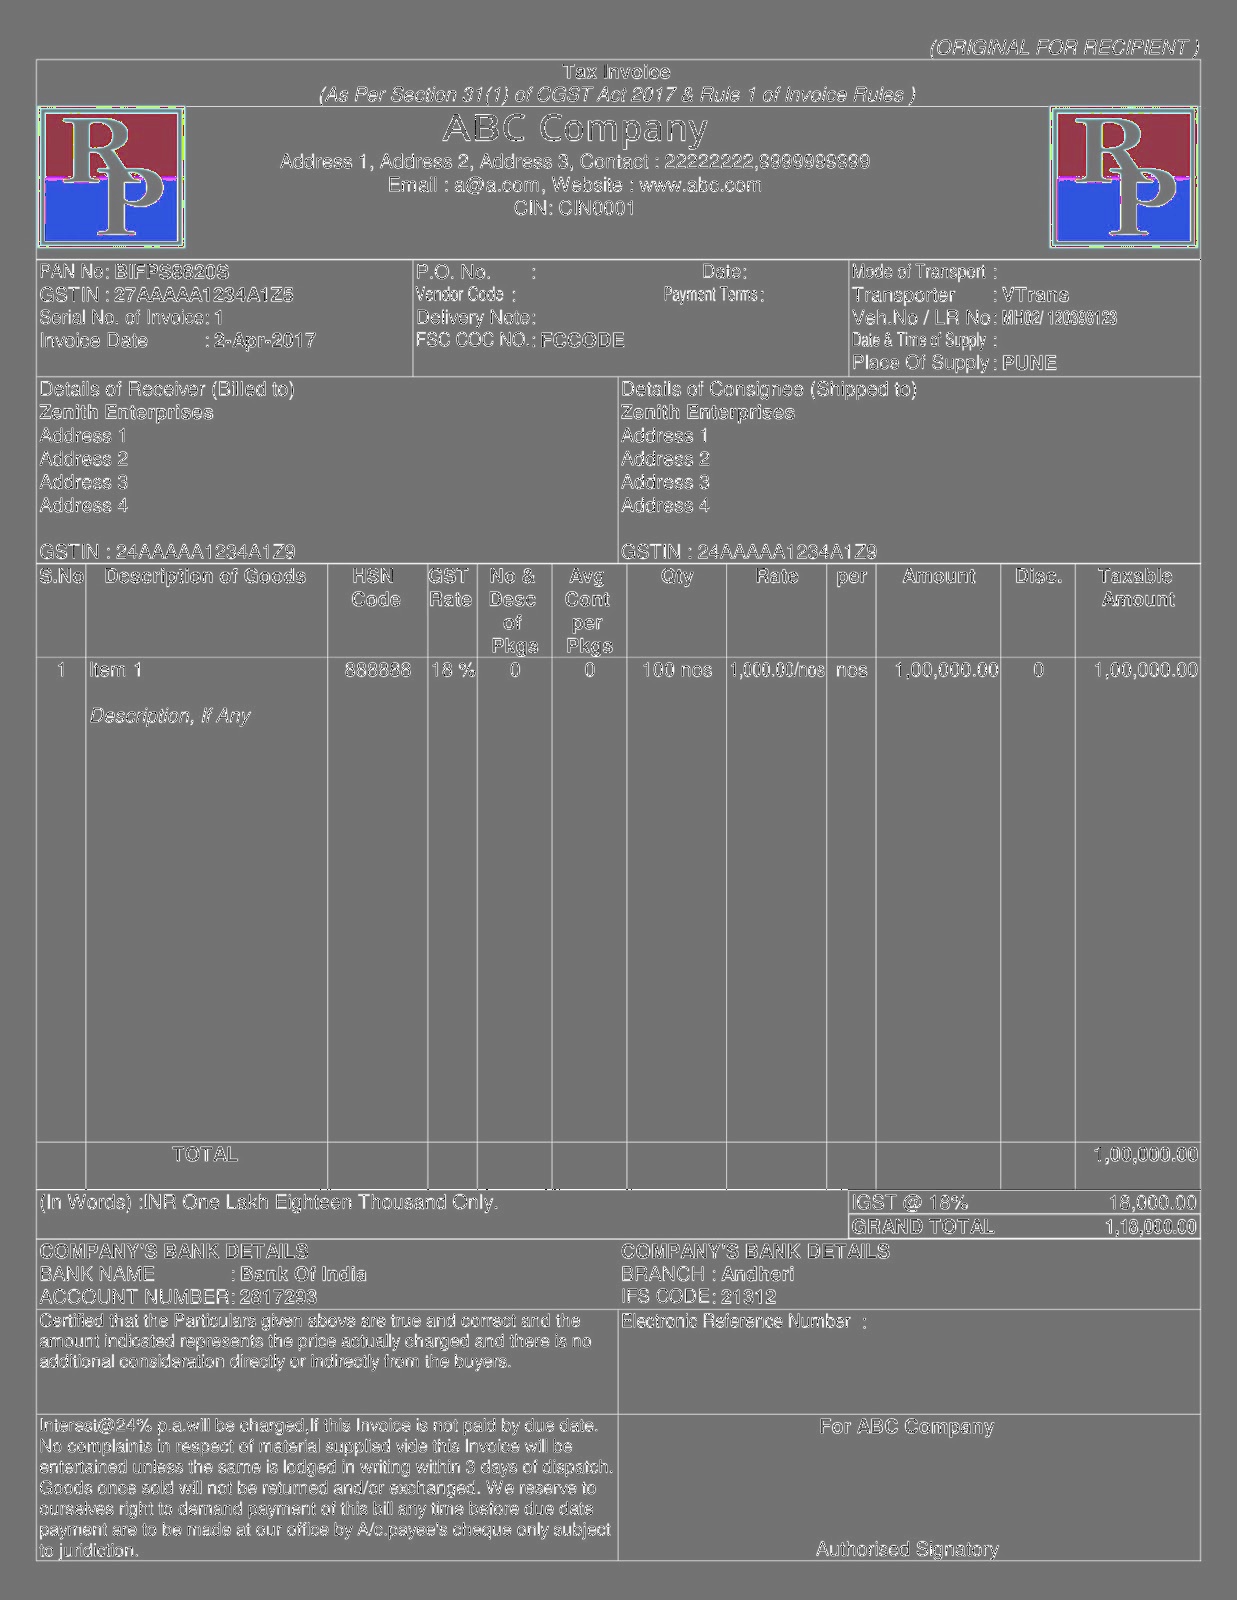 (ORIGINAL FOR RECIPIENT )
Tax Invoice
(As Per Section 31(1) of CGST Act 2017 & Rule 1 of Invoice Rules )
RP
ABC Company
RP
Address 1, Address 2, Address 3, Contact : 22222222,9999999999
Email : a@a.com, Website : www.abc.com
CIN: CIN0001
PAN No: P.O. No. : Date: Mode of Transport :
GSTIN : 27AAAAA1234A1Z5 Vendor Code : Payment Terms: Transporter : VTrans
Serial No. of Invoice: 1 Delivery Note: Veh.No / LR No:
Invoice Date : 2-Apr-2017 FSC COC NO.: FCCODE Date & Time of Supply :
Place Of Supply : PUNE
Details of Receiver (Billed to) Details of Consignee (Shipped to)
Zenith Enterprises Zenith Enterprises
Address 1 Address 1
Address 2 Address 2
Address 3 Address 3
Address 4 Address 4
GSTIN : 24AAAAA1234A1Z9 GSTIN : 24AAAAA1234A1Z9
S.No Description of Goods HSN GST No & Avg Qty Rate per Amount Disc. Taxable
Code Rate Desc Cont Amount
of per
Pkgs Pkgs
1 Item 1 18 % 0 0 100 nos 1,000.00/nos nos 1,00,000.00 0 1,00,000.00
Description, If Any
TOTAL 1,00,000.00
(In Words) :INR One Lakh Eighteen Thousand Only. IGST @ 18% 18,000.00
GRAND TOTAL 1,18,000.00
COMPANY'S BANK DETAILS COMPANY'S BANK DETAILS
BANK NAME : Bank Of India BRANCH : Andheri
ACCOUNT NUMBER: 2617293 IFS CODE: 21312
Certified that the Particulars given above are true and correct and the Electronic Reference Number :
amount indicated represents the price actually charged and there is no
additional consideration directly or indirectly from the buyers.
Interest@24% p.a.will be charged,If this Invoice is not paid by due date. For ABC Company
No complaints in respect of material supplied vide this Invoice will be
entertained unless the same is lodged in writing within 3 days of dispatch.
Goods once sold will not be returned and/or exchanged. We reserve to
ourselves right to demand payment of this bill any time before due date
payment are to be made at our office by A/c.payee's cheque only subject
to juridiction. Authorised Signatory